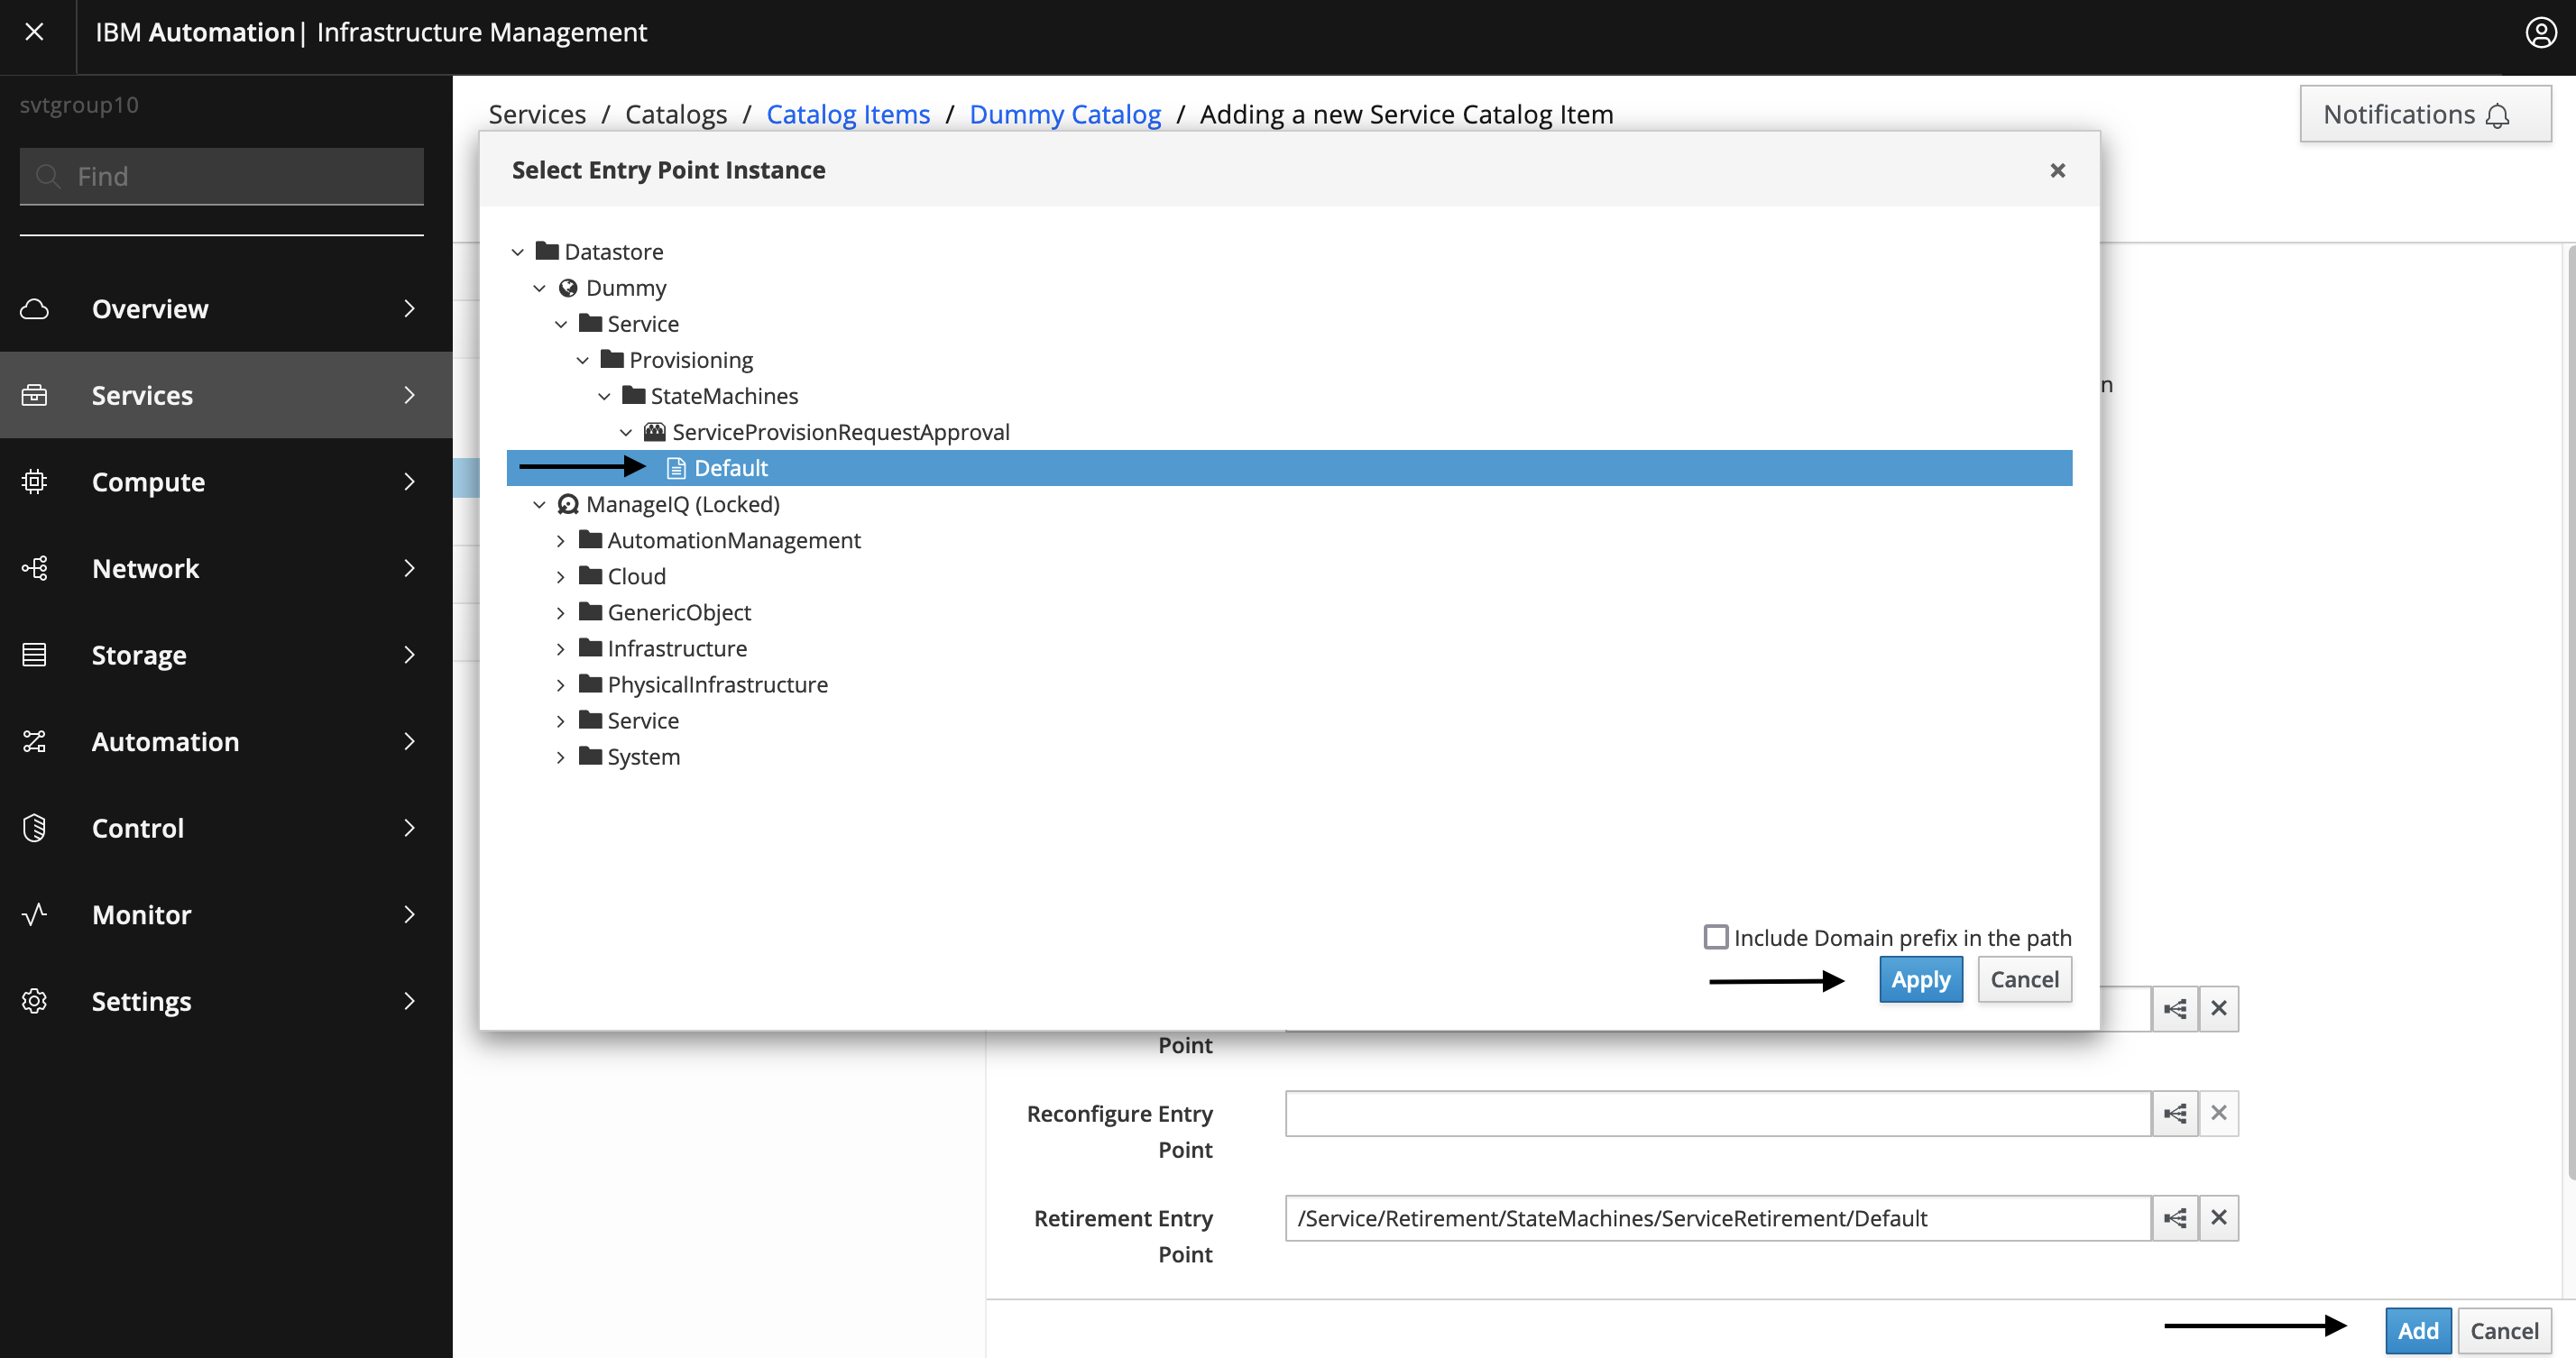 IBM Automation| Infrastructure Management
svtgroup10
Find
Overview
Services
Compute
Network
Storage
Automation
Control
Monitor
Settings
Services / Catalogs / Catalog Items / Dummy Catalog / Adding a new Service Catalog Item
Notifications
Select Entry Point Instance
Datastore
Dummy
Service
Provisioning
StateMachines
ServiceProvisionRequestApproval
Default
ManageIQ (Locked)
AutomationManagement
Cloud
GenericObject
Infrastructure
PhysicalInfrastructure
Service
System
n
Include Domain prefix in the path
Apply Cancel
Point
Reconfigure Entry
Point
Retirement Entry
Point
/Service/Retirement/StateMachines/ServiceRetirement/Default
Add Cancel